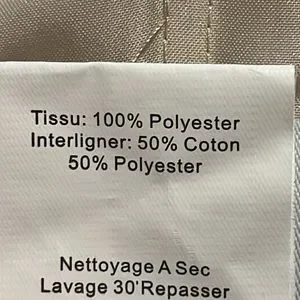 Tissu: 100% Polyester
Interligner: 50% Coton
50% Polyester
Nettoyage A Sec
Lavage 30'Repasser